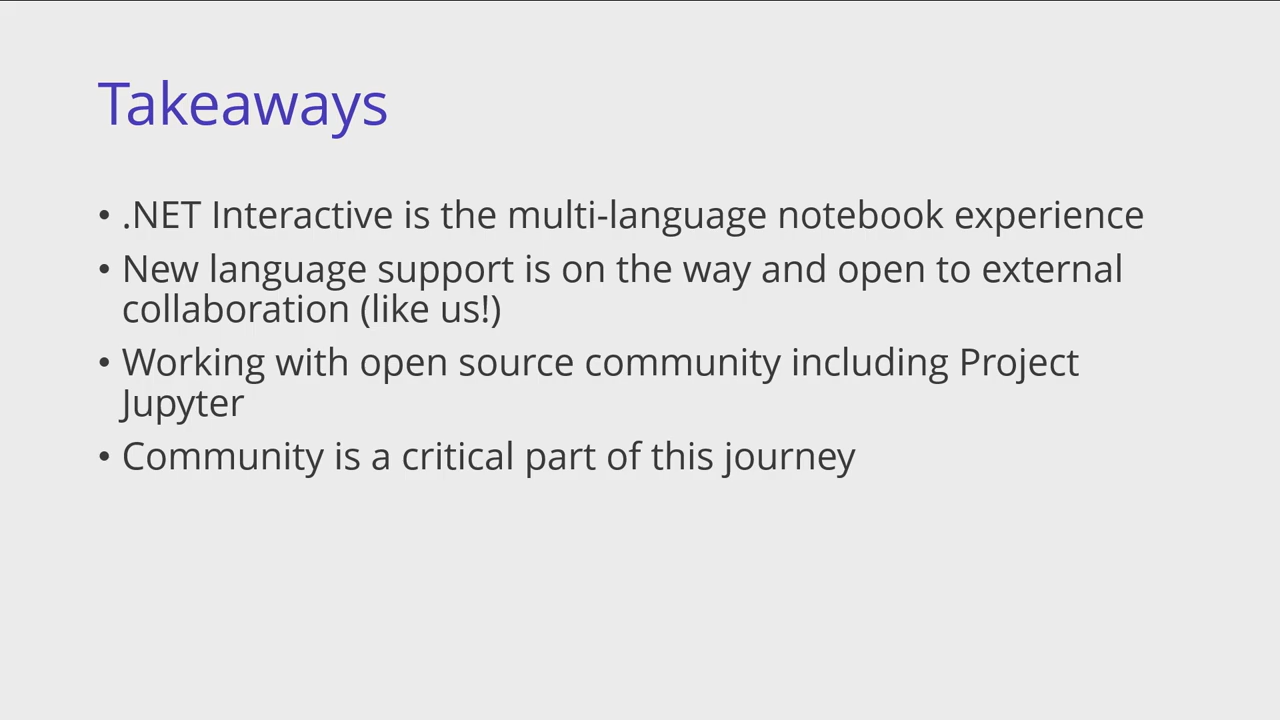 Takeaways
• .NET Interactive is the multi-language notebook experience
• New language support is on the way and open to external
collaboration (like us!)
• Working with open source community including Project
Jupyter
• Community is a critical part of this journey